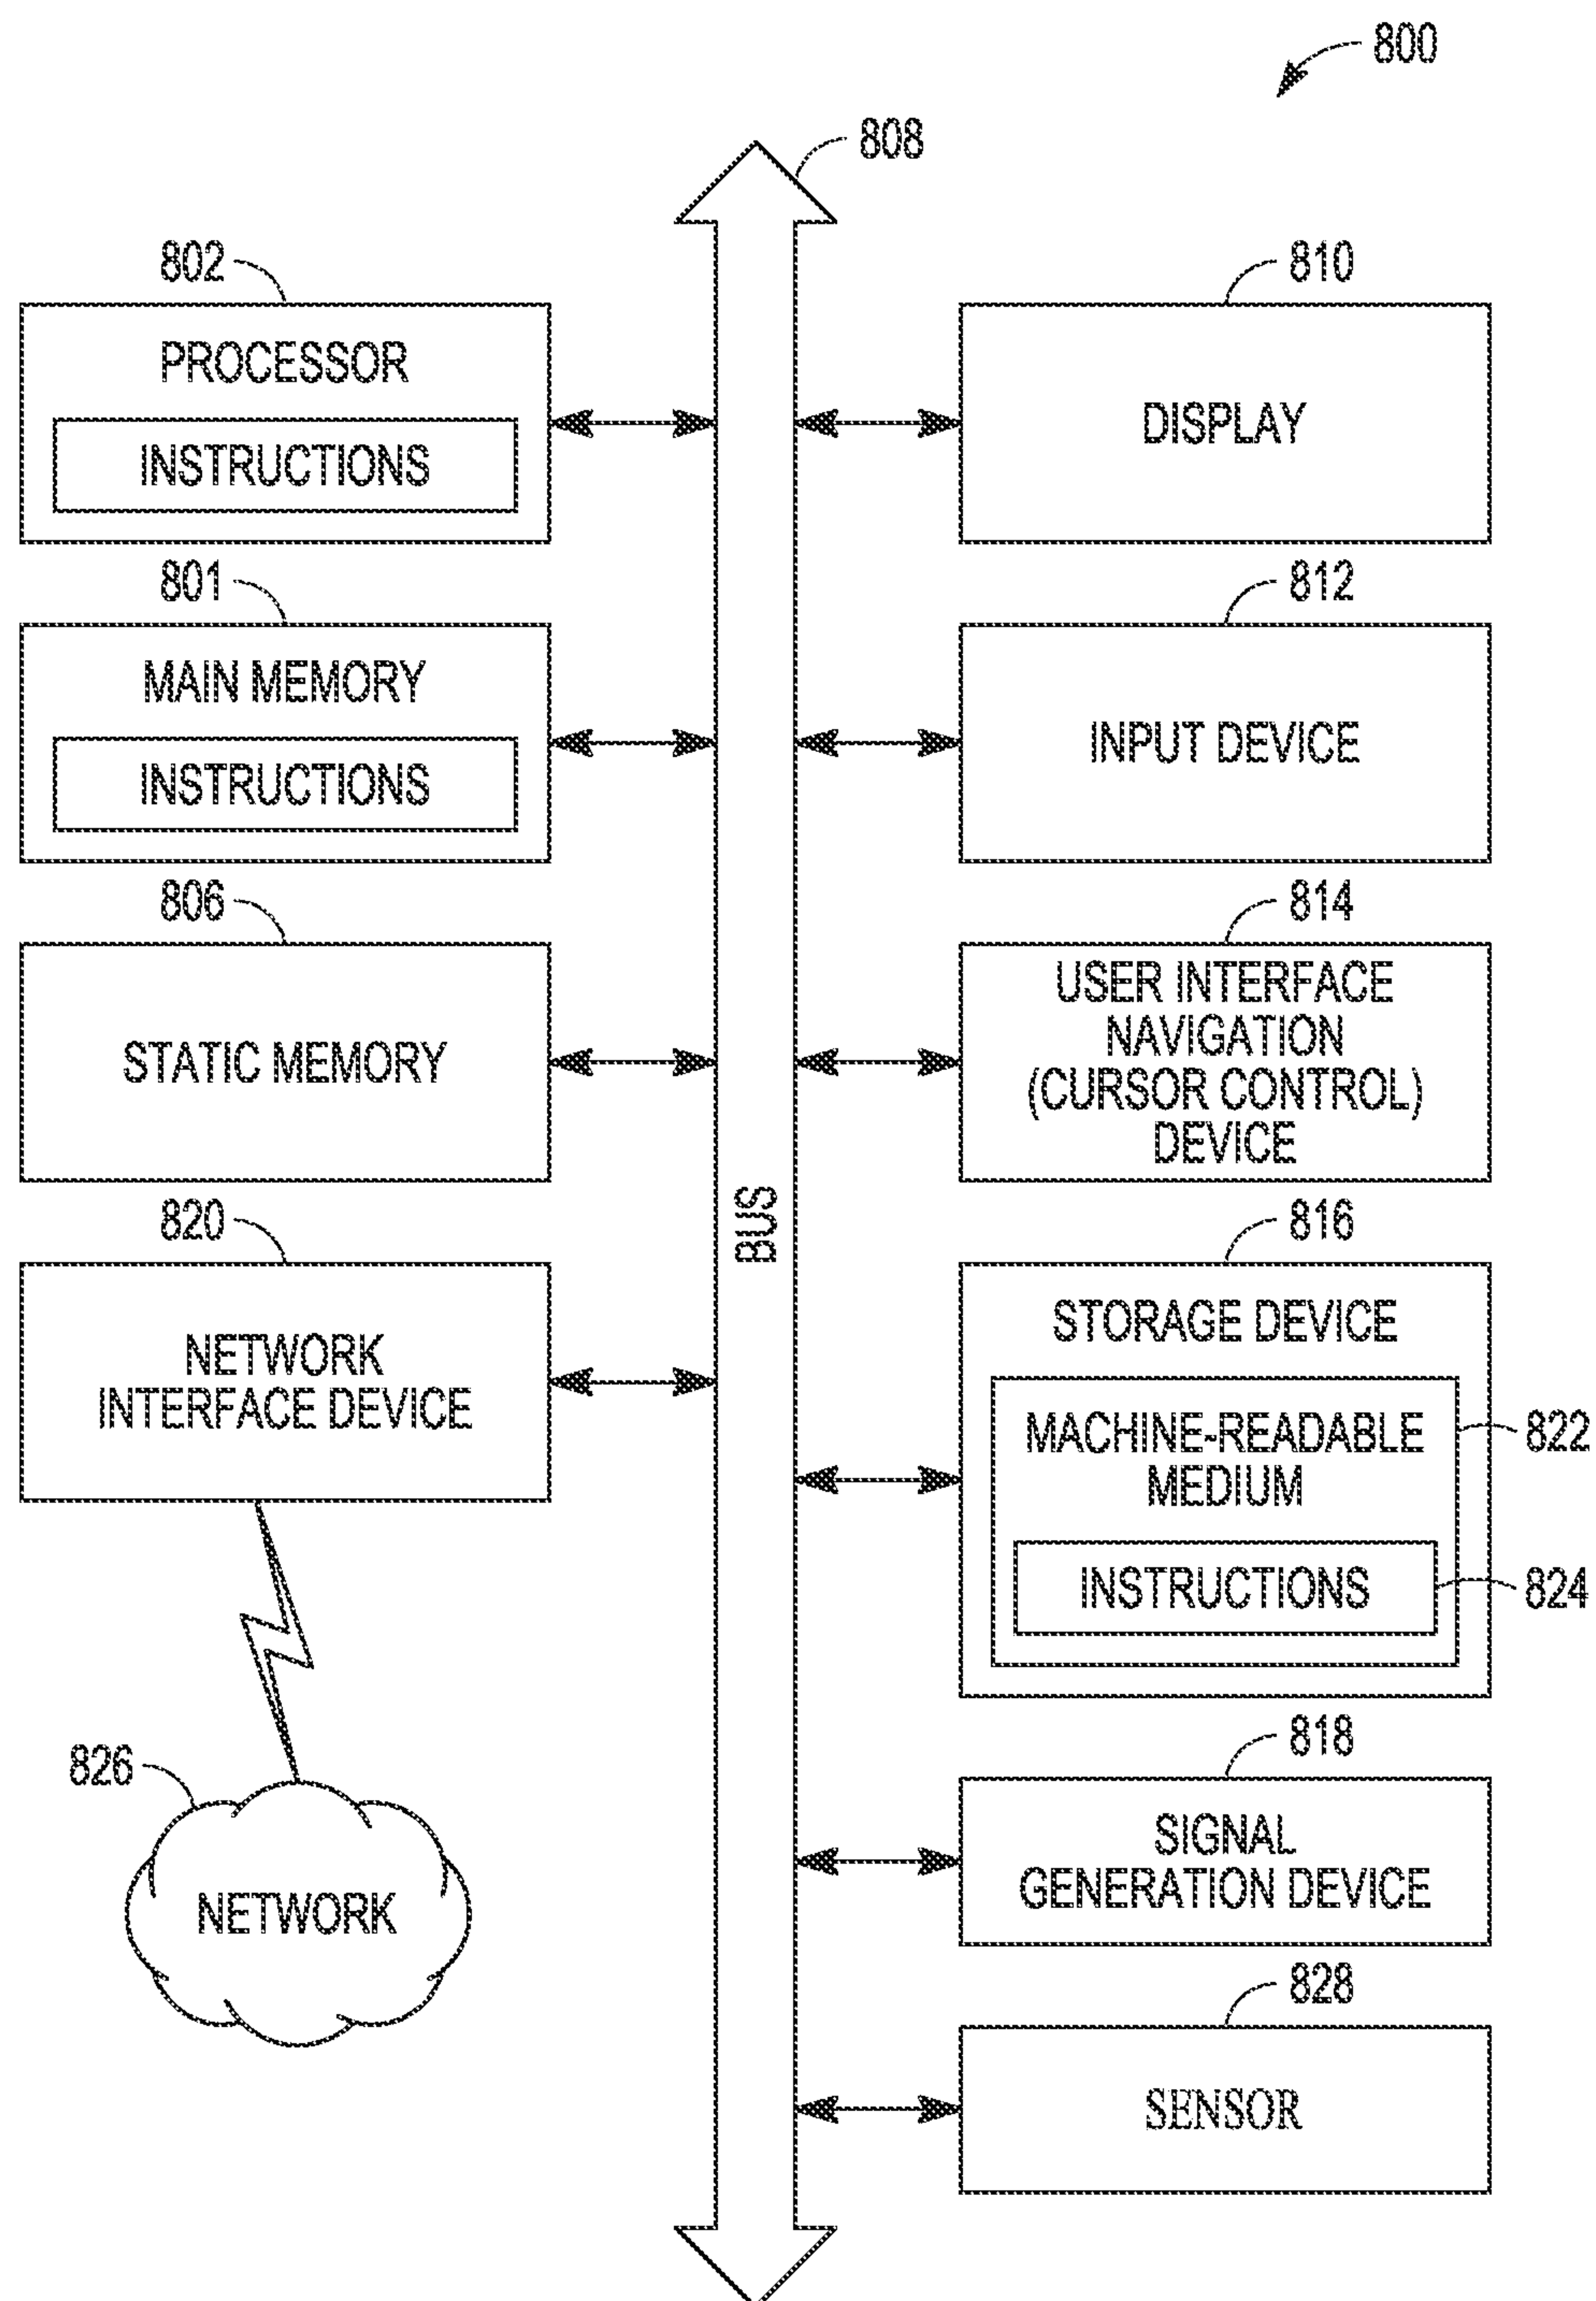 800
808
802
PROCESSOR
INSTRUCTIONS
801
MAIN MEMORY
INSTRUCTIONS
806
STATIC MEMORY
820
NETWORK
INTERFACE DEVICE
826
NETWORK
BUS
810
DISPLAY
812
INPUT DEVICE
814
USER INTERFACE
NAVIGATION
(CURSOR CONTROL)
DEVICE
816
STORAGE DEVICE
MACHINE-READABLE
MEDIUM
822
INSTRUCTIONS
824
818
SIGNAL
GENERATION DEVICE
828
SENSOR